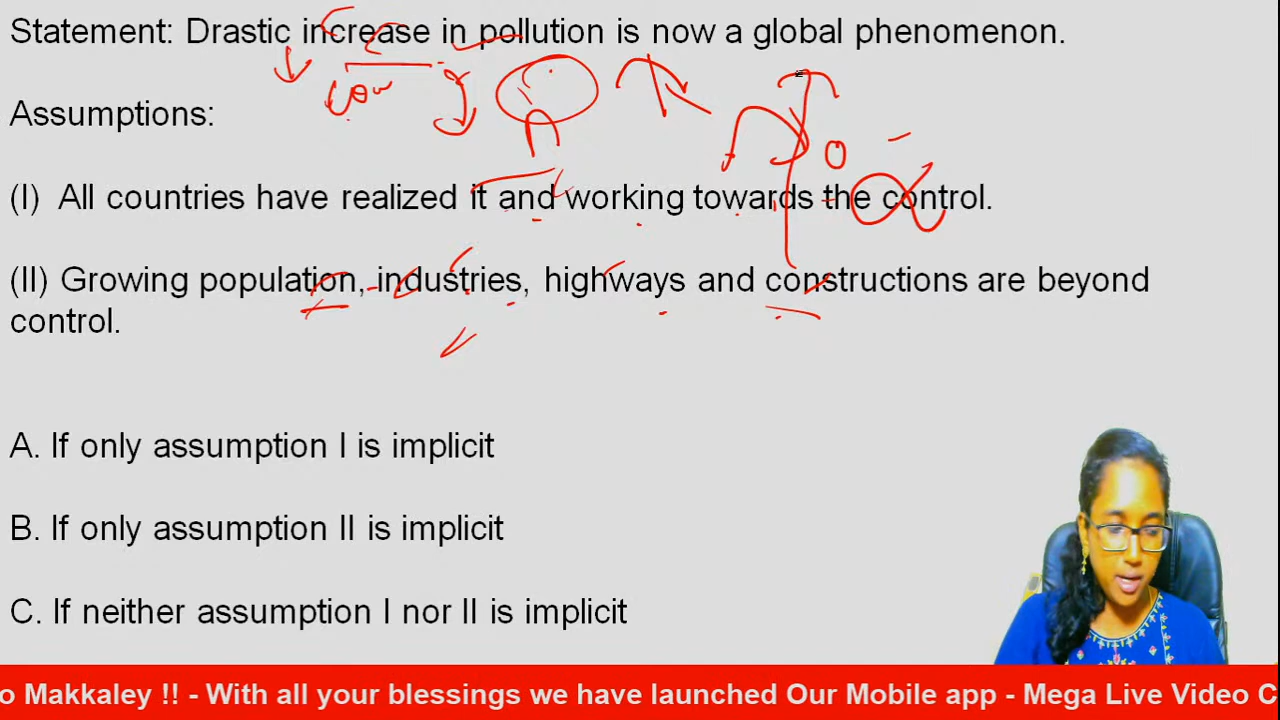 Statement: Drastic increase in pollution is now a global phenomenon.
low
Assumptions:
(I) All countries have realized it and working towards the control.
(II) Growing population, industries, highways and constructions are beyond
control.
A. If only assumption I is implicit
B. If only assumption II is implicit
C. If neither assumption I nor II is implicit
o Makkaley !! - With all your blessings we have launched Our Mobile app - Mega Live Video C